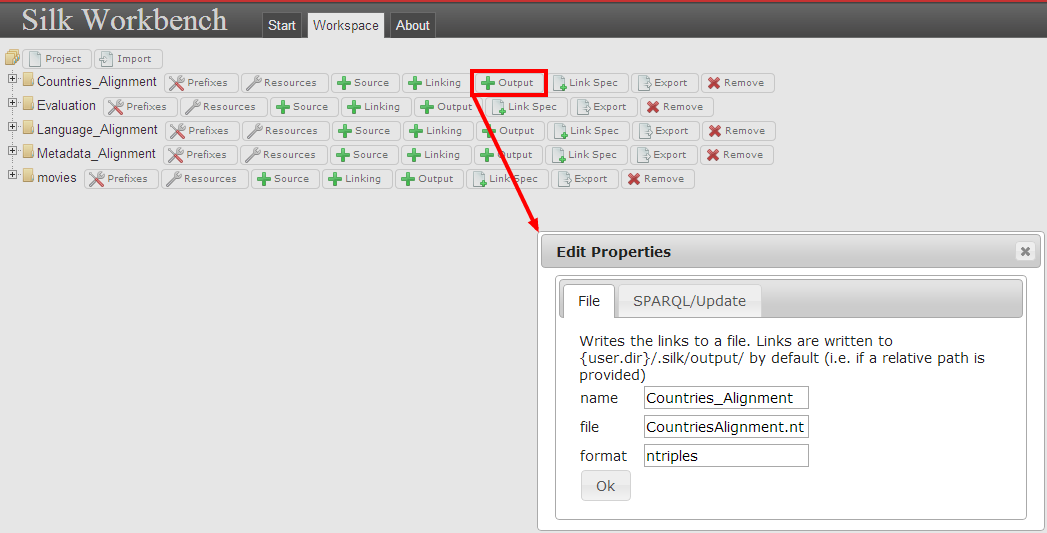 Silk Workbench Start Workspace About
Project Import
Countries_Alignment Prefixes Resources Source Linking Output Link Spec Export Remove
Evaluation Prefixes Resources Source Linking Output Link Spec Export Remove
Language_Alignment Prefixes Resources Source Linking Output Link Spec Export Remove
Metadata_Alignment Prefixes Resources Source Linking Output Link Spec Export Remove
movies Prefixes Resources Source Linking Output Link Spec Export Remove
Edit Properties
File SPARQL/Update
Writes the links to a file. Links are written to
{user.dir}/.silk/output/ by default (i.e. if a relative path is
provided)
name Countries_Alignment
file CountriesAlignment.nt
format ntriples
Ok